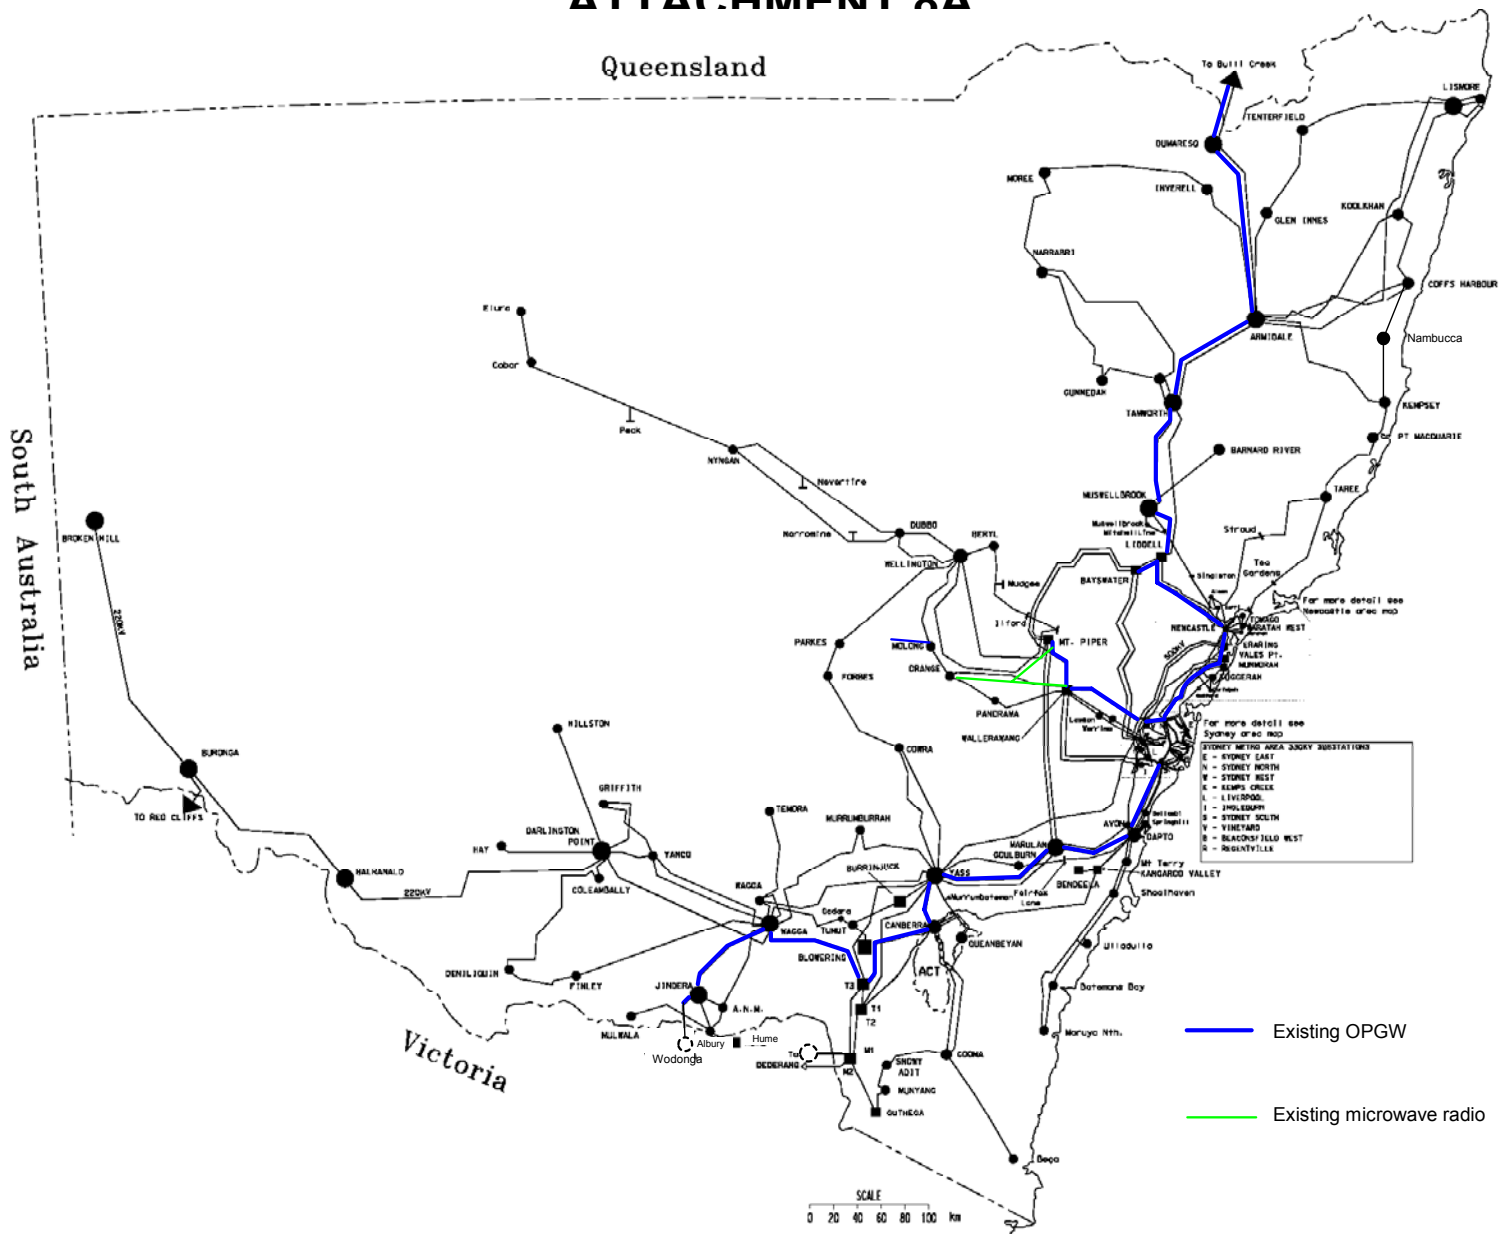 ATTACHMENT 8A
Queensland
To Bulli Creek
LISMORE
TENTERFIELD
DUMARESQ
MOREE
INVERELL
KOOLKHAN
GLEN INNES
NARRABRI
COFFS HARBOUR
Elura
ARMIDALE
Nambucca
Cobar
GUNNEDAH
TAMWORTH
KEMPSEY
Peak
PT MACQUARIE
South Australia
NYNGAN
BARNARD RIVER
Nevertire
MUSWELLBROOK
TAREE
BROKEN HILL
DUBBO
Narromine
BERYL
Stroud
LIDDELL
WELLINGTON
Tea
Gardens
BAYSWATER
Singleton
Mudgee
For more detail see
Newcastle area map
220KV
Ilford
TOMAGO
NEWCASTLE
WARATAH WEST
PARKES
MOLONG
MT. PIPER
500KV
ERARING
VALES PT.
MUNMORAH
ORANGE
FORBES
TUGGERAH
PANORAMA
WALLERAWANG
For more detail see
Sydney area map
HILLSTON
COWRA
BURONGA
SYDNEY METRO AREA 330KV SUBSTATIONS
E - SYDNEY EAST
N - SYDNEY NORTH
W - SYDNEY WEST
K - KEMPS CREEK
L - LIVERPOOL
I - INGLEBURN
S - SYDNEY SOUTH
V - VINEYARD
B - BEACONSFIELD WEST
R - REGENTVILLE
GRIFFITH
TO RED CLIFFS
TEMORA
MURRUMBURRAH
AVON
DARLINGTON
POINT
DAPTO
HAY
YANCO
MARULAN
GOULBURN
Mt Terry
BALRANALD
220KV
COLEAMBALLY
BURRINJUCK
YASS
BENDEELA
KANGAROO VALLEY
WAGGA
Murrumbateman
Fairfax
Lane
Shoalhaven
Gadara
TUMUT
CANBERRA
WAGGA
QUEANBEYAN
Ulladulla
BLOWERING
DENILIQUIN
FINLEY
JINDERA
T3
ACT
Batemans Bay
A.N.M.
T1
T2
MULWALA
Moruya Nth.
Existing OPGW
Victoria
Albury
Hume
Wodonga
To
DEDERANG
M1
M2
SNOWY
ADIT
COOMA
MUNYANG
GUTHEGA
Existing microwave radio
Bega
SCALE
0 20 40 60 80 100 km